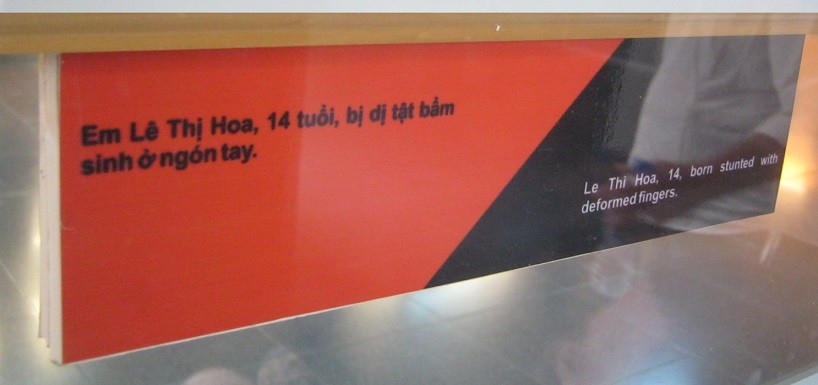 Em Lê Thị Hoa, 14 tuổi, bị dị tật bẩm
sinh ở ngón tay.
Le Thi Hoa, 14, born stunted with
deformed fingers.